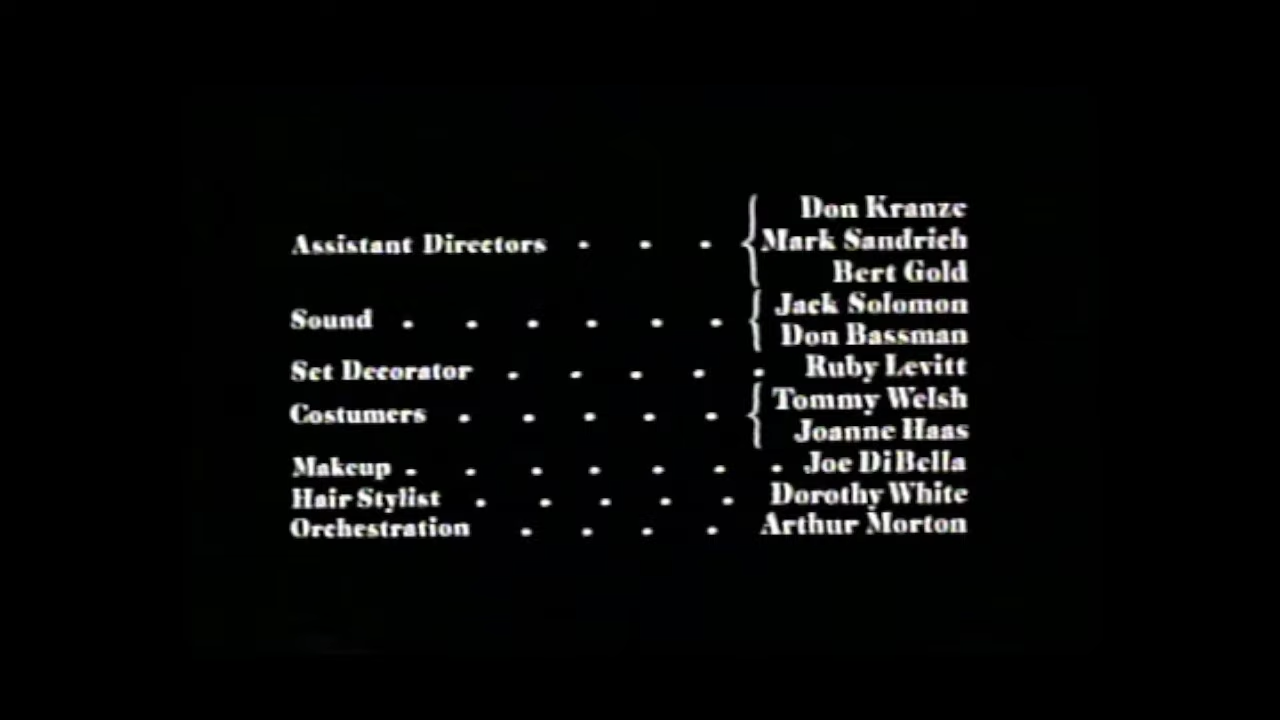 Don Kranze
Assistant Directors . . . { Mark Sandrich
Bert Gold
Jack Solomon
Sound . . . . . . {
Don Bassman
Set Decorator . . . . . Ruby Levitt
Tommy Welsh
Costumers . . . . . {
Joanne Haas
Makeup . . . . . . . Joe DiBella
Hair Stylist . . . . . Dorothy White
Orchestration . . . . Arthur Morton